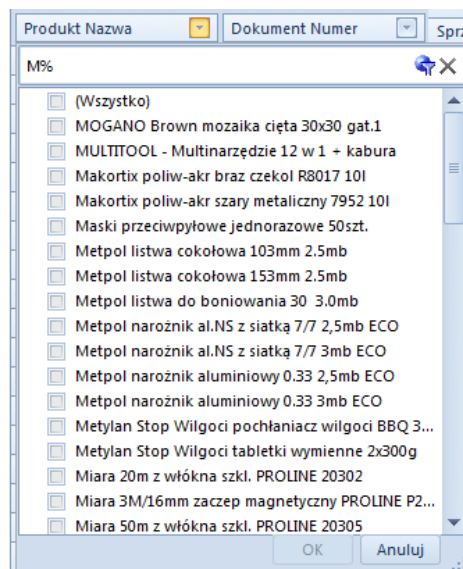 Produkt Nazwa Dokument Numer Sprz
M%
(Wszystko)
MOGANO Brown mozaika cięta 30x30 gat.1
MULTITOOL - Multinarzędzie 12 w 1 + kabura
Makortix poliw-akr braz czekol R8017 10l
Makortix poliw-akr szary metaliczny 7952 10l
Maski przeciwpyłowe jednorazowe 50szt.
Metpol listwa cokołowa 103mm 2.5mb
Metpol listwa cokołowa 153mm 2.5mb
Metpol listwa do boniowania 30  3.0mb
Metpol narożnik al.NS z siatką 7/7 2,5mb ECO
Metpol narożnik al.NS z siatką 7/7 3mb ECO
Metpol narożnik aluminiowy 0.33 2,5mb ECO
Metpol narożnik aluminiowy 0.33 3mb ECO
Metylan Stop Wilgoci pochłaniacz wilgoci BBQ 3...
Metylan Stop Wilgoci tabletki wymienne 2x300g
Miara 20m z włókna szkl. PROLINE 20302
Miara 3M/16mm zaczep magnetyczny PROLINE P2...
Miara 50m z włókna szkl. PROLINE 20305
OK Anuluj